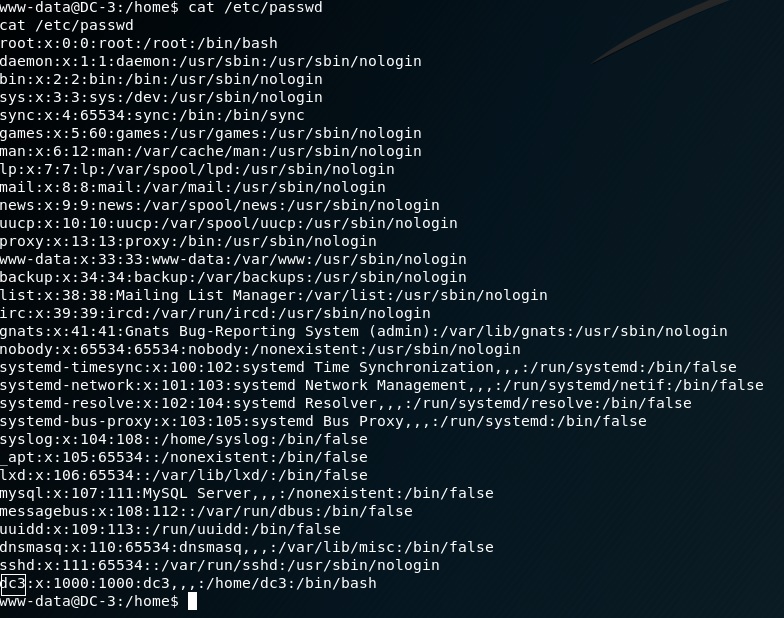 www-data@DC-3:/home$ cat /etc/passwd
cat /etc/passwd
root:x:0:0:root:/root:/bin/bash
daemon:x:1:1:daemon:/usr/sbin:/usr/sbin/nologin
bin:x:2:2:bin:/bin:/usr/sbin/nologin
sys:x:3:3:sys:/dev:/usr/sbin/nologin
sync:x:4:65534:sync:/bin:/bin/sync
games:x:5:60:games:/usr/games:/usr/sbin/nologin
man:x:6:12:man:/var/cache/man:/usr/sbin/nologin
lp:x:7:7:lp:/var/spool/lpd:/usr/sbin/nologin
mail:x:8:8:mail:/var/mail:/usr/sbin/nologin
news:x:9:9:news:/var/spool/news:/usr/sbin/nologin
uucp:x:10:10:uucp:/var/spool/uucp:/usr/sbin/nologin
proxy:x:13:13:proxy:/bin:/usr/sbin/nologin
www-data:x:33:33:www-data:/var/www:/usr/sbin/nologin
backup:x:34:34:backup:/var/backups:/usr/sbin/nologin
list:x:38:38:Mailing List Manager:/var/list:/usr/sbin/nologin
irc:x:39:39:ircd:/var/run/ircd:/usr/sbin/nologin
gnats:x:41:41:Gnats Bug-Reporting System (admin):/var/lib/gnats:/usr/sbin/nologin
nobody:x:65534:65534:nobody:/nonexistent:/usr/sbin/nologin
systemd-timesync:x:100:102:systemd Time Synchronization,,,:/run/systemd:/bin/false
systemd-network:x:101:103:systemd Network Management,,,:/run/systemd/netif:/bin/false
systemd-resolve:x:102:104:systemd Resolver,,,:/run/systemd/resolve:/bin/false
systemd-bus-proxy:x:103:105:systemd Bus Proxy,,,:/run/systemd:/bin/false
syslog:x:104:108::/home/syslog:/bin/false
_apt:x:105:65534::/nonexistent:/bin/false
lxd:x:106:65534::/var/lib/lxd/:/bin/false
mysql:x:107:111:MySQL Server,,,:/nonexistent:/bin/false
messagebus:x:108:112::/var/run/dbus:/bin/false
uuidd:x:109:113::/run/uuidd:/bin/false
dnsmasq:x:110:65534:dnsmasq,,,:/var/lib/misc:/bin/false
sshd:x:111:65534::/var/run/sshd:/usr/sbin/nologin
dc3:x:1000:1000:dc3,,,:/home/dc3:/bin/bash
www-data@DC-3:/home$